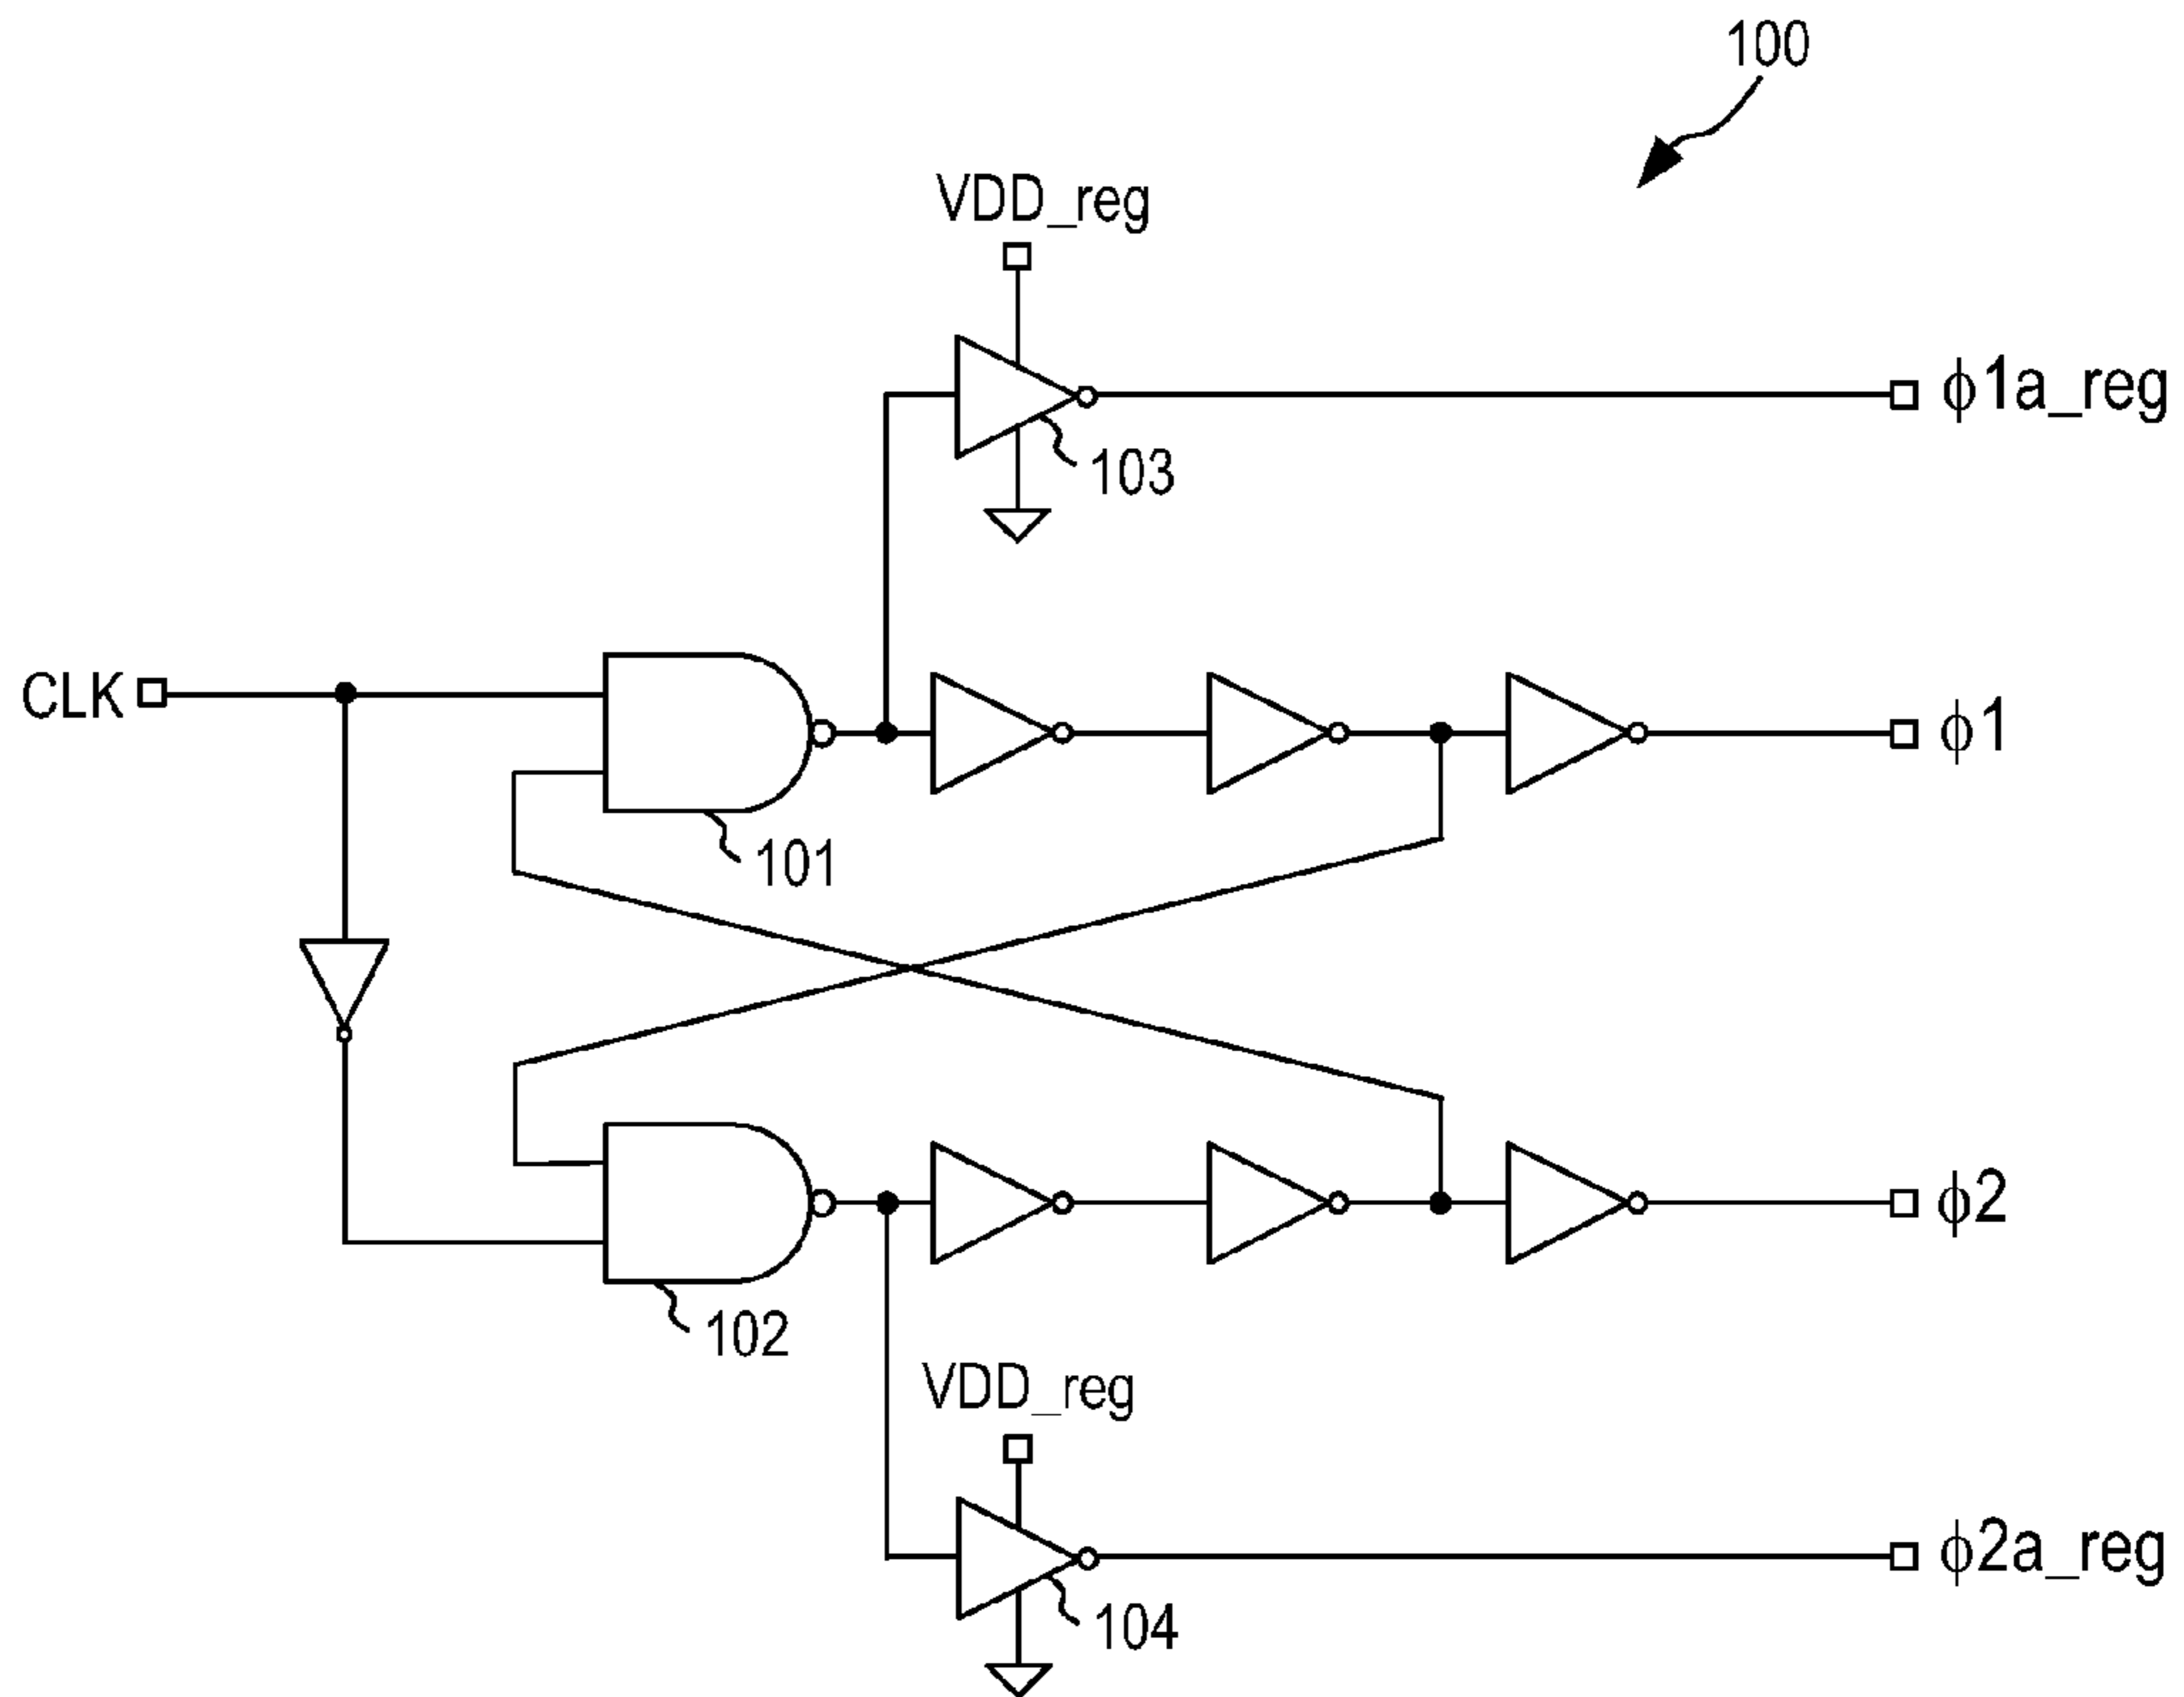 100
VDD_reg
ϕ1a_reg
103
CLK
ϕ1
101
ϕ2
102
VDD_reg
ϕ2a_reg
104